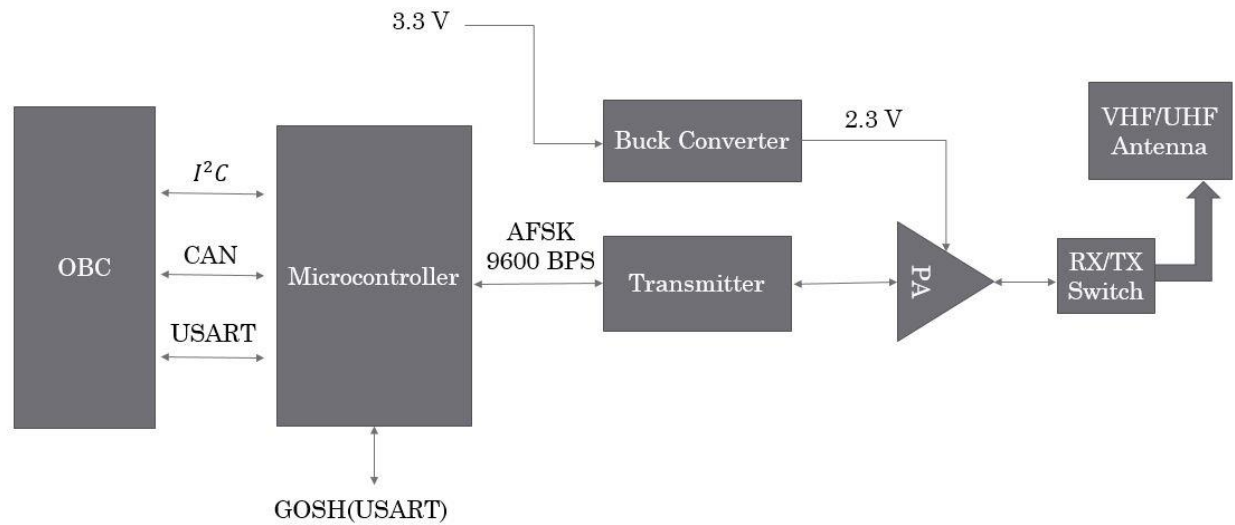 3.3 V
Buck Converter
2.3 V
VHF/UHF
Antenna
OBC
I²C
CAN
USART
Microcontroller
AFSK
9600 BPS
Transmitter
PA
RX/TX
Switch
GOSH(USART)